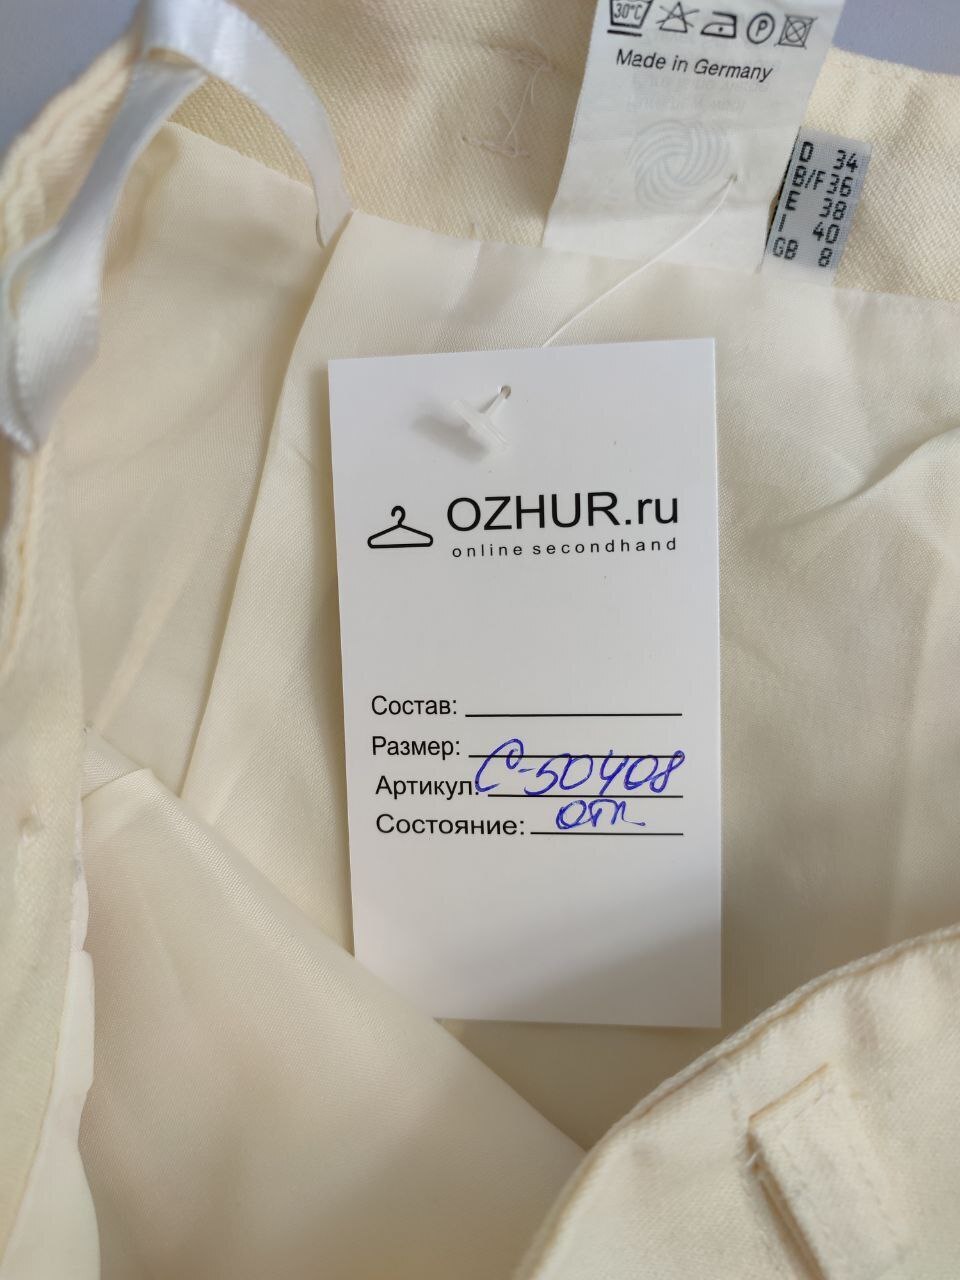 30°C
P
Made in Germany
D 34
B/F 36
E 38
I 40
GB 8
OZHUR.ru
online secondhand
Состав:
Размер:
Артикул: С-50408
Состояние: отл